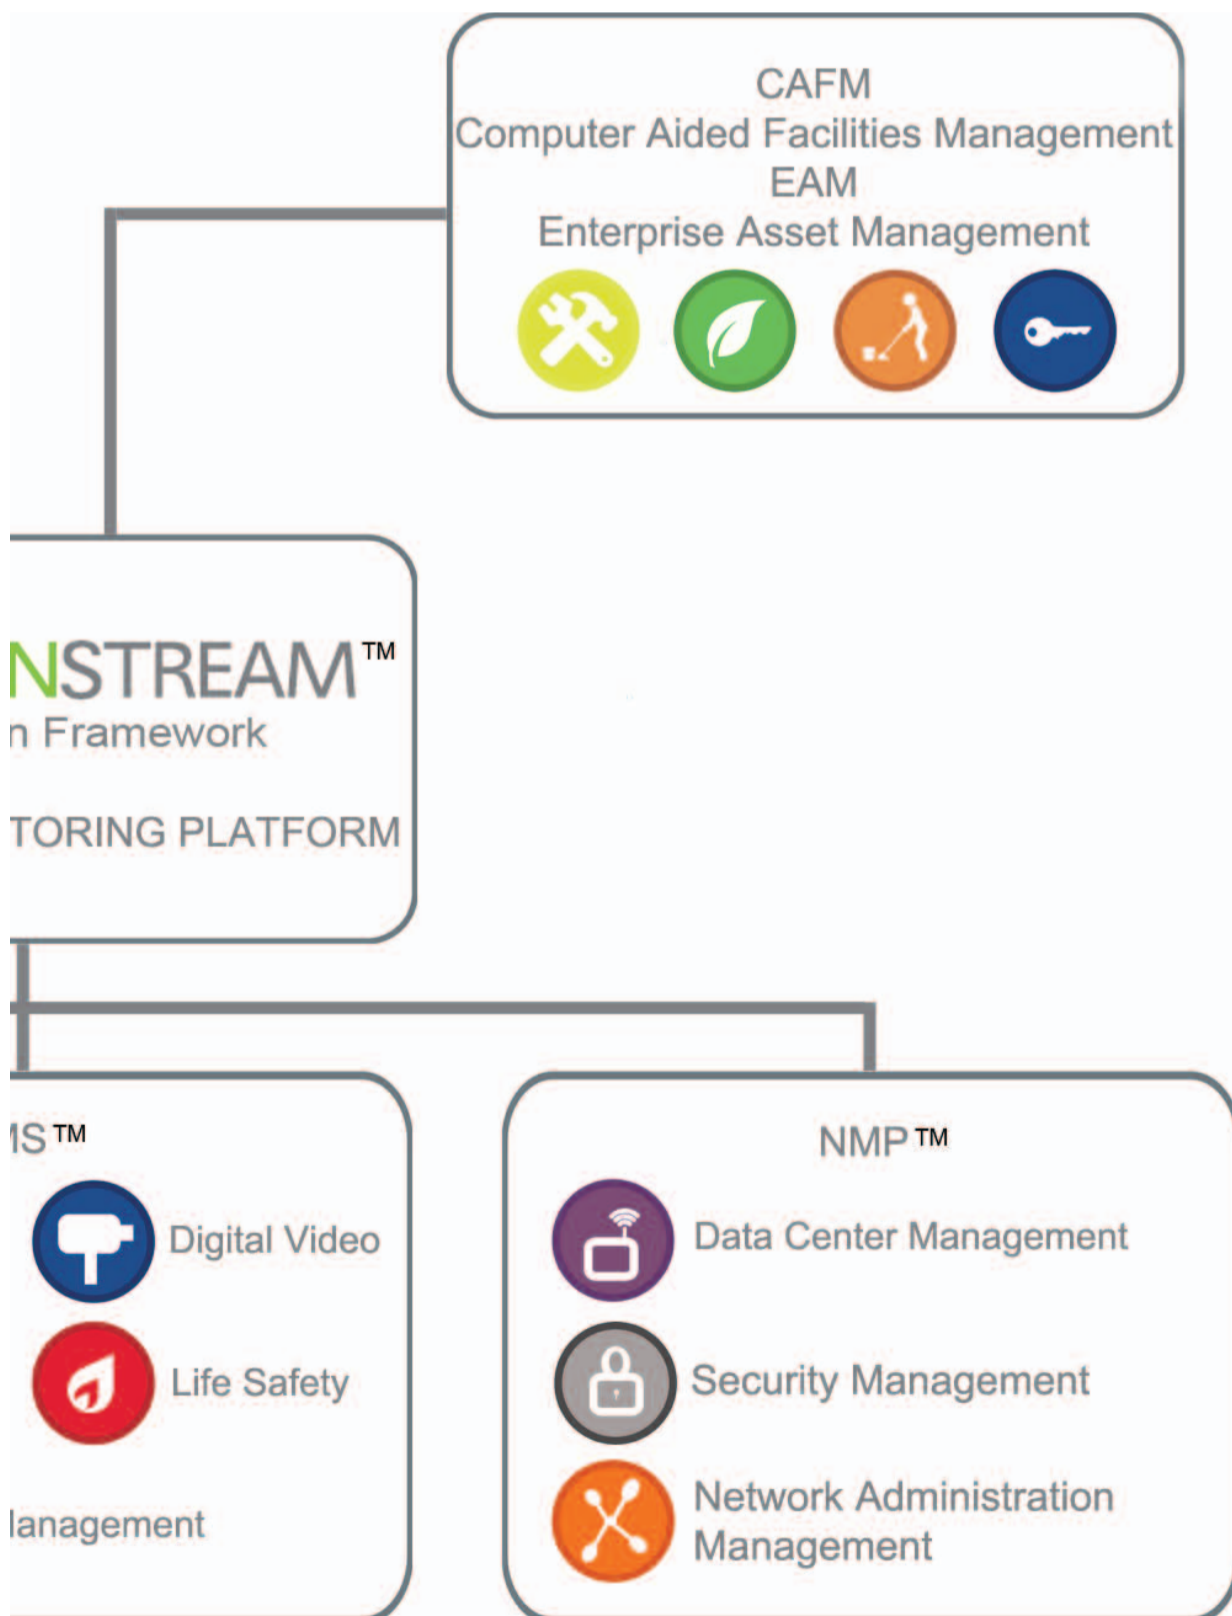 CAFM
Computer Aided Facilities Management
EAM
Enterprise Asset Management
NSTREAM™
n Framework
TORING PLATFORM
MS™
Digital Video
Life Safety
lanagement
NMP™
Data Center Management
Security Management
Network Administration
Management